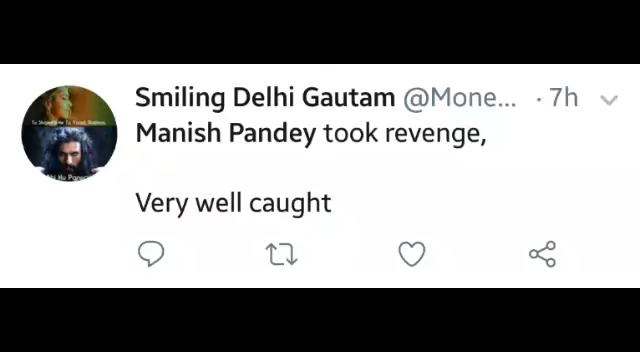 Smiling Delhi Gautam @Mone... · 7h
Manish Pandey took revenge,
Very well caught